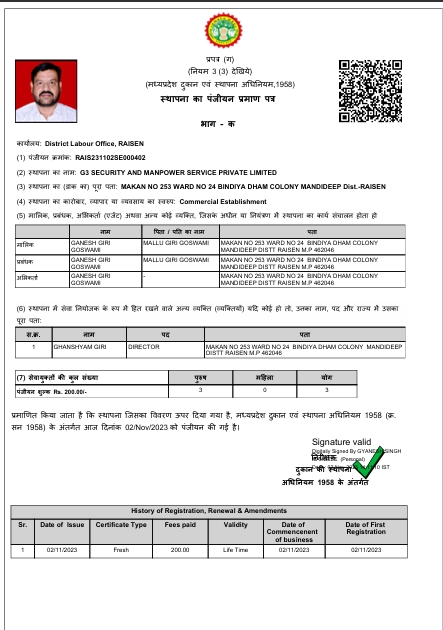 प्रपत्र (ग)
(नियम 3 (3) देखिये)
(मध्यप्रदेश दुकान एवं स्थापना अधिनियम,1958)
स्थापना का पंजीयन प्रमाण पत्र
भाग - क
कार्यालय: District Labour Office, RAISEN
(1) पंजीयन क्रमांक: RAIS231102SE000402
(2) स्थापना का नाम: G3 SECURITY AND MANPOWER SERVICE PRIVATE LIMITED
(3) स्थापना का (डाक का) पूरा पता: MAKAN NO 253 WARD NO 24 BINDIYA DHAM COLONY MANDIDEEP Dist.-RAISEN
(4) स्थापना का कारोबार, व्यापार या व्यवसाय का स्वरुप: Commercial Establishment
(5) मालिक, प्रबंधक, अभिकर्ता (एजेंट) अथवा अन्य कोई व्यक्ति, जिसके अधीन या नियंत्रण में स्थापना का कार्य संचालन होता हो
नाम पिता / पति का नाम पता
मालिक GANESH GIRI GOSWAMI MALLU GIRI GOSWAMI MAKAN NO 253 WARD NO 24 BINDIYA DHAM COLONY MANDIDEEP DISTT RAISEN M.P 462046
प्रबंधक GANESH GIRI GOSWAMI MALLU GIRI GOSWAMI MAKAN NO 253 WARD NO 24 BINDIYA DHAM COLONY MANDIDEEP DISTT RAISEN M.P 462046
अभिकर्ता GANESH GIRI GOSWAMI - MAKAN NO 253 WARD NO 24 BINDIYA DHAM COLONY MANDIDEEP DISTT RAISEN M.P 462046
(6) स्थापना में सेवा नियोजक के रूप में हित रखने वाले अन्य व्यक्ति (व्यक्तियों) यदि कोई हो तो, उनका नाम, पद और राज्य में उसका
पूरा पता:
स.क्र. नाम पद पता
1 GHANSHYAM GIRI DIRECTOR MAKAN NO 253 WARD NO 24 BINDIYA DHAM COLONY MANDIDEEP DISTT RAISEN M.P 462046
(7) सेवायुक्तों की कुल संख्या पुरुष महिला योग
पंजीयन शुल्क Rs. 200.00/- 3 0 3
प्रमाणित किया जाता है कि स्थापना जिसका विवरण ऊपर दिया गया है, मध्यप्रदेश दुकान एवं स्थापना अधिनियम 1958 (क्र.
सन 1958) के अंतर्गत आज दिनांक 02/Nov/2023 को पंजीयन की गई है।
Signature valid
Digitally Signed By GYANENDR SINGH
(Personal)
निरीक्षक
दुकान एवं स्थापना
अधिनियम 1958 के अंतर्गत
History of Registration, Renewal & Amendments
Sr. Date of Issue Certificate Type Fees paid Validity Date of Commencenent of business Date of First Registration
1 02/11/2023 Fresh 200.00 Life Time 02/11/2023 02/11/2023